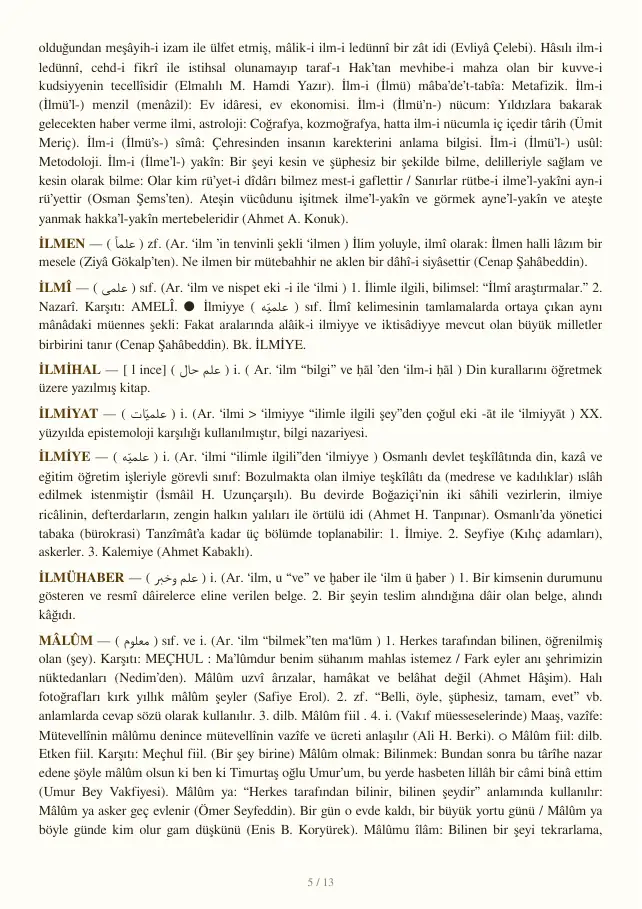 olduğundan meşâyih-i izam ile ülfet etmiş, mâlik-i ilm-i ledünnî bir zât idi (Evliyâ Çelebi). Hâsılı ilm-i
ledünnî, cehd-i fikrî ile istihsal olunamayıp taraf-ı Hak’tan mevhibe-i mahza olan bir kuvve-i
kudsiyyenin tecellîsidir (Elmalılı M. Hamdi Yazır). İlm-i (İlmü) mâba’de’t-tabîa: Metafizik. İlm-i
(İlmü’l-) menzil (menâzil): Ev idâresi, ev ekonomisi. İlm-i (İlmü’n-) nücum: Yıldızlara bakarak
gelecekten haber verme ilmi, astroloji: Coğrafya, kozmoğrafya, hatta ilm-i nücumla iç içedir târih (Ümit
Meriç). İlm-i (İlmü’s-) sîmâ: Çehresinden insanın karekterini anlama bilgisi. İlm-i (İlmü’l-) usûl:
Metodoloji. İlm-i (İlme’l-) yakîn: Bir şeyi kesin ve şüphesiz bir şekilde bilme, delilleriyle sağlam ve
kesin olarak bilme: Olar kim rü’yet-i dîdârı bilmez mest-i gaflettir / Sanırlar rütbe-i ilme’l-yakîni ayn-i
rü’yettir (Osman Şems’ten). Ateşin vücûdunu işitmek ilme’l-yakîn ve görmek ayne’l-yakîn ve ateşte
yanmak hakka’l-yakîn mertebeleridir (Ahmet A. Konuk).
İLMEN — ( علماً ) zf. (Ar. ‘ilm ’in tenvinli şekli ‘ilmen ) İlim yoluyle, ilmî olarak: İlmen halli lâzım bir
mesele (Ziyâ Gökalp’ten). Ne ilmen bir mütebahhir ne aklen bir dâhî-i siyâsettir (Cenap Şahâbeddin).
İLMÎ — ( علمى ) sıf. (Ar. ‘ilm ve nispet eki -i ile ‘ilmi ) 1. İlimle ilgili, bilimsel: “İlmî araştırmalar.” 2.
Nazarî. Karşıtı: AMELÎ. ● İlmiyye ( علميّه ) sıf. İlmî kelimesinin tamlamalarda ortaya çıkan aynı
mânâdaki müennes şekli: Fakat aralarında alâik-i ilmiyye ve iktisâdiyye mevcut olan büyük milletler
birbirini tanır (Cenap Şahâbeddin). Bk. İLMİYE.
İLMİHAL — [ l ince] ( علم حال ) i. ( Ar. ‘ilm “bilgi” ve ḥāl ’den ‘ilm-i ḥāl ) Din kurallarını öğretmek
üzere yazılmış kitap.
İLMİYAT — ( علميّات ) i. (Ar. ‘ilmi > ‘ilmiyye “ilimle ilgili şey”den çoğul eki -āt ile ‘ilmiyyāt ) XX.
yüzyılda epistemoloji karşılığı kullanılmıştır, bilgi nazariyesi.
İLMİYE — ( علميّه ) i. (Ar. ‘ilmi “ilimle ilgili”den ‘ilmiyye ) Osmanlı devlet teşkîlâtında din, kazâ ve
eğitim öğretim işleriyle görevli sınıf: Bozulmakta olan ilmiye teşkîlâtı da (medrese ve kadılıklar) ıslâh
edilmek istenmiştir (İsmâil H. Uzunçarşılı). Bu devirde Boğaziçi’nin iki sâhili vezirlerin, ilmiye
ricâlinin, defterdarların, zengin halkın yalıları ile örtülü idi (Ahmet H. Tanpınar). Osmanlı’da yönetici
tabaka (bürokrasi) Tanzîmât’a kadar üç bölümde toplanabilir: 1. İlmiye. 2. Seyfiye (Kılıç adamları),
askerler. 3. Kalemiye (Ahmet Kabaklı).
İLMÜHABER — ( علم وخبر ) i. (Ar. ‘ilm, u “ve” ve ḫaber ile ‘ilm ü ḫaber ) 1. Bir kimsenin durumunu
gösteren ve resmî dâirelerce eline verilen belge. 2. Bir şeyin teslim alındığına dâir olan belge, alındı
kâğıdı.
MÂLÛM — ( معلوم ) sıf. ve i. (Ar. ‘ilm “bilmek”ten ma‘lūm ) 1. Herkes tarafından bilinen, öğrenilmiş
olan (şey). Karşıtı: MEÇHUL : Ma’lûmdur benim sühanım mahlas istemez / Fark eyler anı şehrimizin
nüktedanları (Nedim’den). Mâlûm uzvî ârızalar, hamâkat ve belâhat değil (Ahmet Hâşim). Halı
fotoğrafları kırk yıllık mâlûm şeyler (Safiye Erol). 2. zf. “Belli, öyle, şüphesiz, tamam, evet” vb.
anlamlarda cevap sözü olarak kullanılır. 3. dilb. Mâlûm fiil . 4. i. (Vakıf müesseselerinde) Maaş, vazîfe:
Mütevellînin mâlûmu denince mütevellînin vazîfe ve ücreti anlaşılır (Ali H. Berki). ○ Mâlûm fiil: dilb.
Etken fiil. Karşıtı: Meçhul fiil. (Bir şey birine) Mâlûm olmak: Bilinmek: Bundan sonra bu târîhe nazar
edene şöyle mâlûm olsun ki ben ki Timurtaş oğlu Umur’um, bu yerde hasbeten lillâh bir câmi binâ ettim
(Umur Bey Vakfiyesi). Mâlûm ya: “Herkes tarafından bilinir, bilinen şeydir” anlamında kullanılır:
Mâlûm ya asker geç evlenir (Ömer Seyfeddin). Bir gün o evde kaldı, bir büyük yortu günü / Mâlûm ya
böyle günde kim olur gam düşkünü (Enis B. Koryürek). Mâlûmu îlâm: Bilinen bir şeyi tekrarlama,
5 / 13